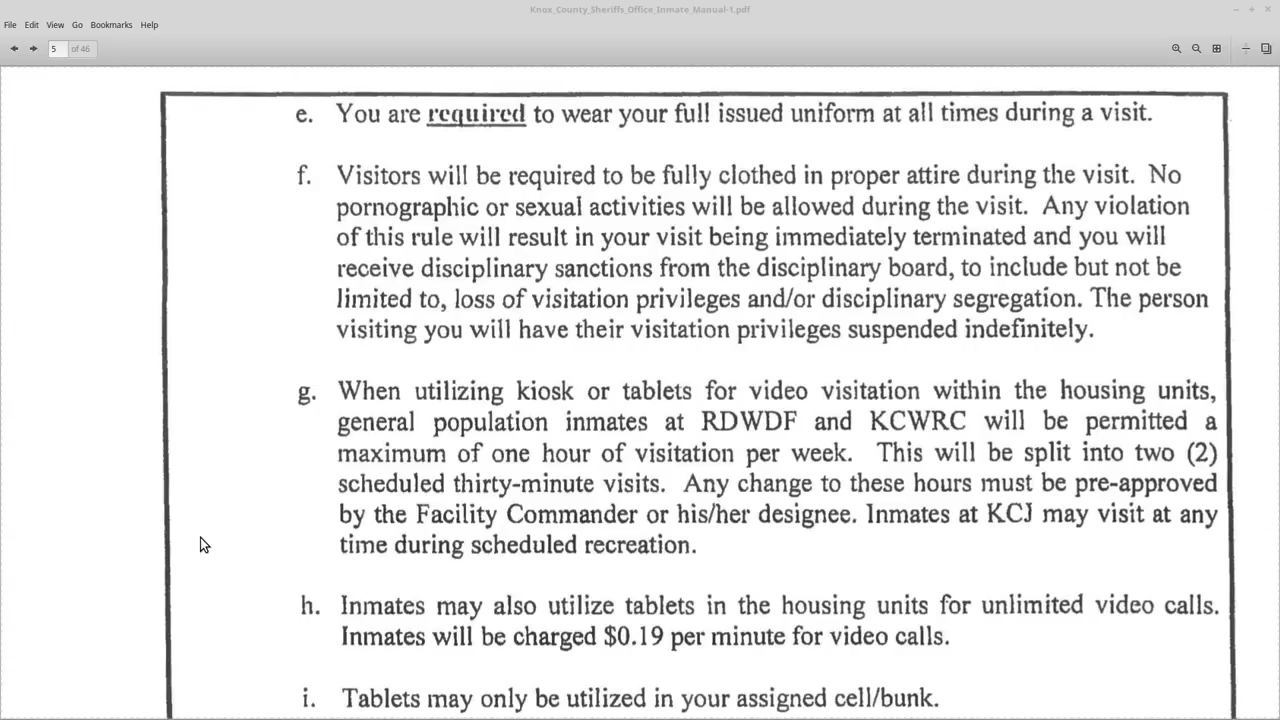 Knox_County_Sheriffs_Office_Inmate_Manual-1.pdf
File Edit View Go Bookmarks Help
5 of 46
e. You are required to wear your full issued uniform at all times during a visit.
f. Visitors will be required to be fully clothed in proper attire during the visit. No
pornographic or sexual activities will be allowed during the visit. Any violation
of this rule will result in your visit being immediately terminated and you will
receive disciplinary sanctions from the disciplinary board, to include but not be
limited to, loss of visitation privileges and/or disciplinary segregation. The person
visiting you will have their visitation privileges suspended indefinitely.
g. When utilizing kiosk or tablets for video visitation within the housing units,
general population inmates at RDWDF and KCWRC will be permitted a
maximum of one hour of visitation per week. This will be split into two (2)
scheduled thirty-minute visits. Any change to these hours must be pre-approved
by the Facility Commander or his/her designee. Inmates at KCJ may visit at any
time during scheduled recreation.
h. Inmates may also utilize tablets in the housing units for unlimited video calls.
Inmates will be charged $0.19 per minute for video calls.
i. Tablets may only be utilized in your assigned cell/bunk.